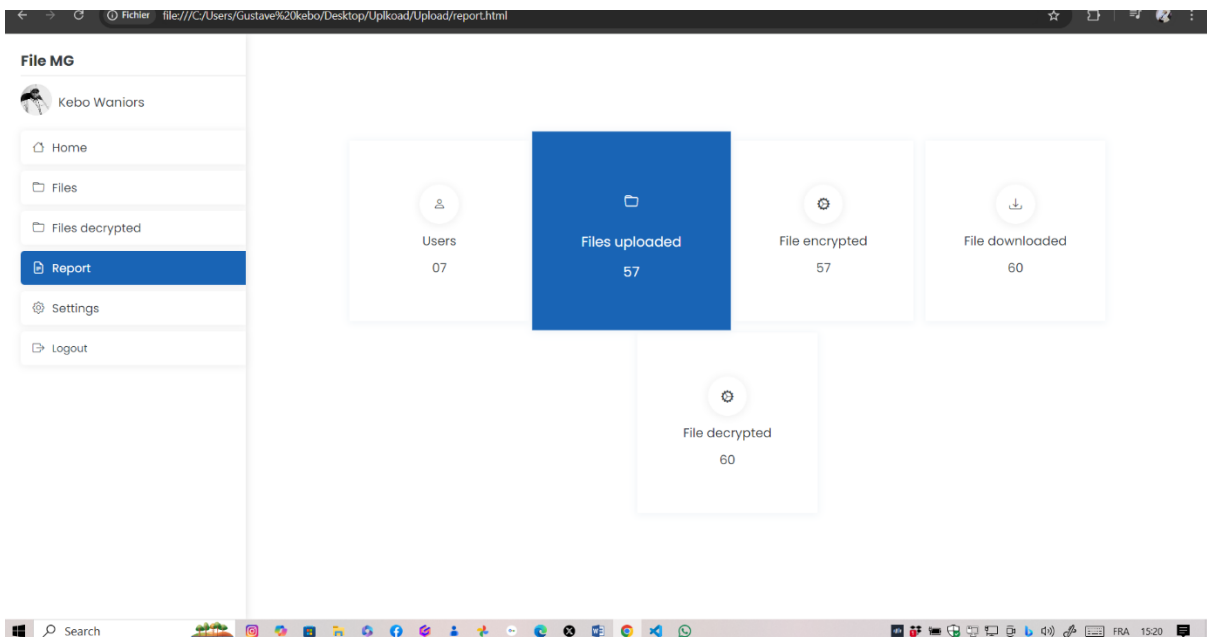 Fichier file:///C:/Users/Gustave%20kebo/Desktop/Uplkoad/Upload/report.html
File MG
Kebo Waniors
Home
Files
Files decrypted
Report
Settings
Logout
Users
07
Files uploaded
57
File encrypted
57
File downloaded
60
File decrypted
60
Search
FRA 15:20